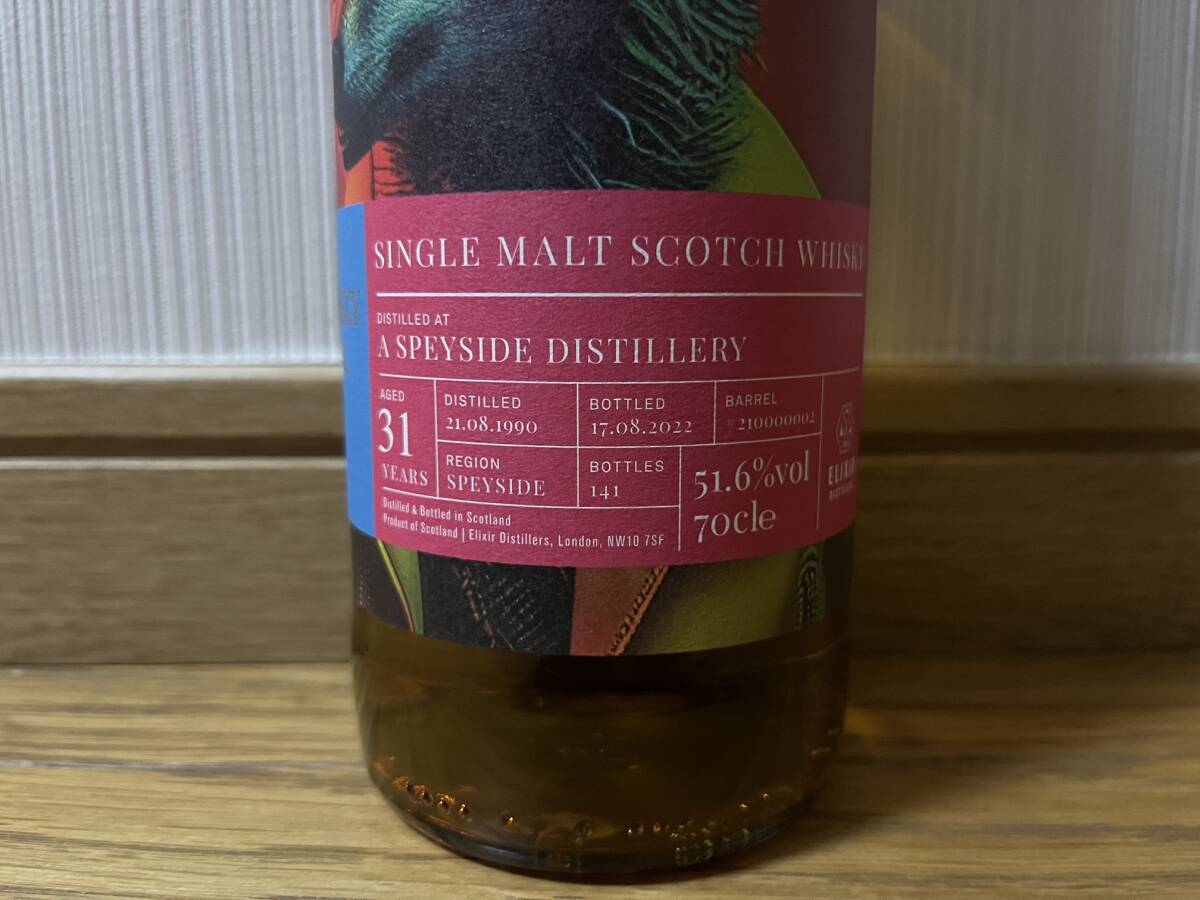 SINGLE MALT SCOTCH WHISKY
DISTILLED AT
A SPEYSIDE DISTILLERY
AGED
31
YEARS
DISTILLED
21.08.1990
BOTTLED
17.08.2022
BARREL
#210000002
REGION
SPEYSIDE
BOTTLES
141
51.6%vol
70cle
Distilled & Bottled in Scotland
Product of Scotland | Elixir Distillers, London, NW10 7SF
ELIXIR
DISTILLERS